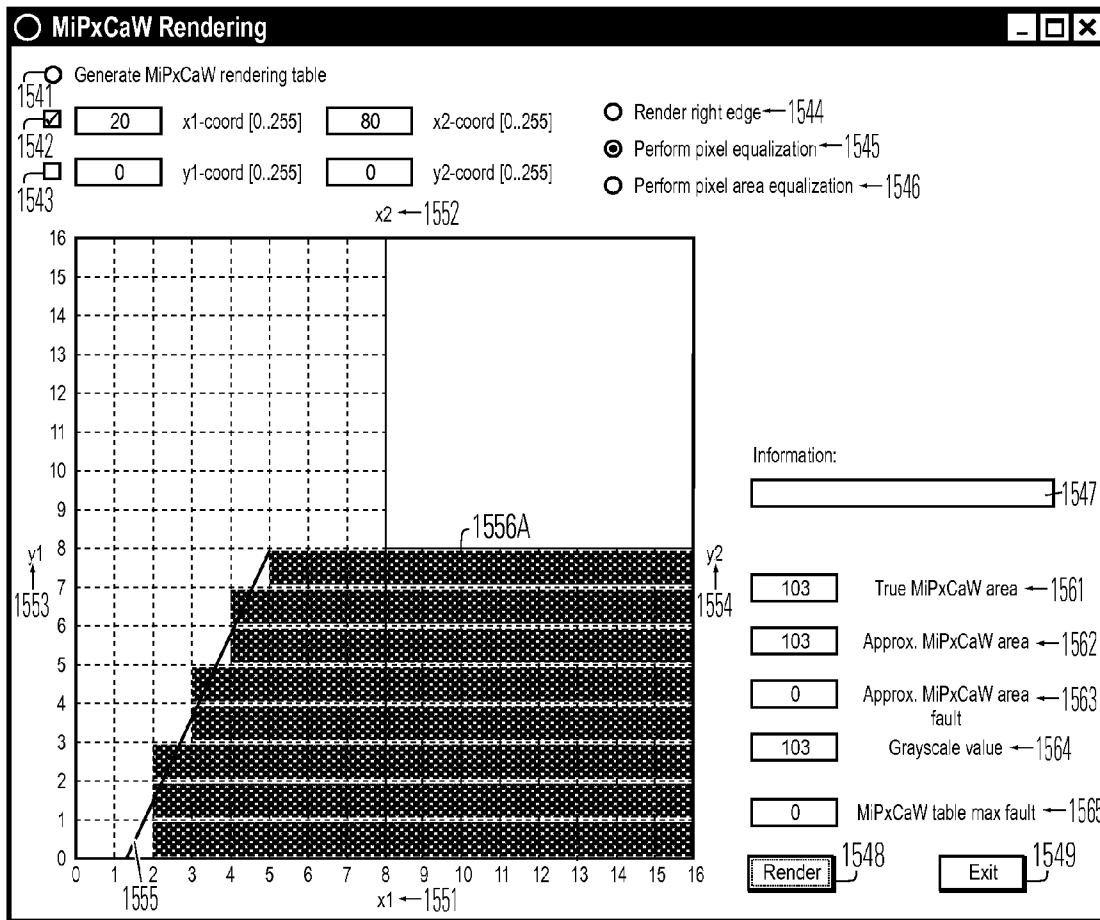 MiPxCaW Rendering
Generate MiPxCaW rendering table
1541
20 x1-coord [0..255] 80 x2-coord [0..255]
1542
0 y1-coord [0..255] 0 y2-coord [0..255]
1543
Render right edge 1544
Perform pixel equalization 1545
Perform pixel area equalization 1546
x2 1552
16
15
14
13
12
11
10
9
8
7
6
5
4
3
2
1
0
y1
1553
1556A
y2
1554
0 1 2 3 4 5 6 7 8 9 10 11 12 13 14 15 16
1555
x1 1551
Information:
1547
103 True MiPxCaW area 1561
103 Approx. MiPxCaW area 1562
0 Approx. MiPxCaW area 1563
fault
103 Grayscale value 1564
0 MiPxCaW table max fault 1565
Render 1548
Exit 1549